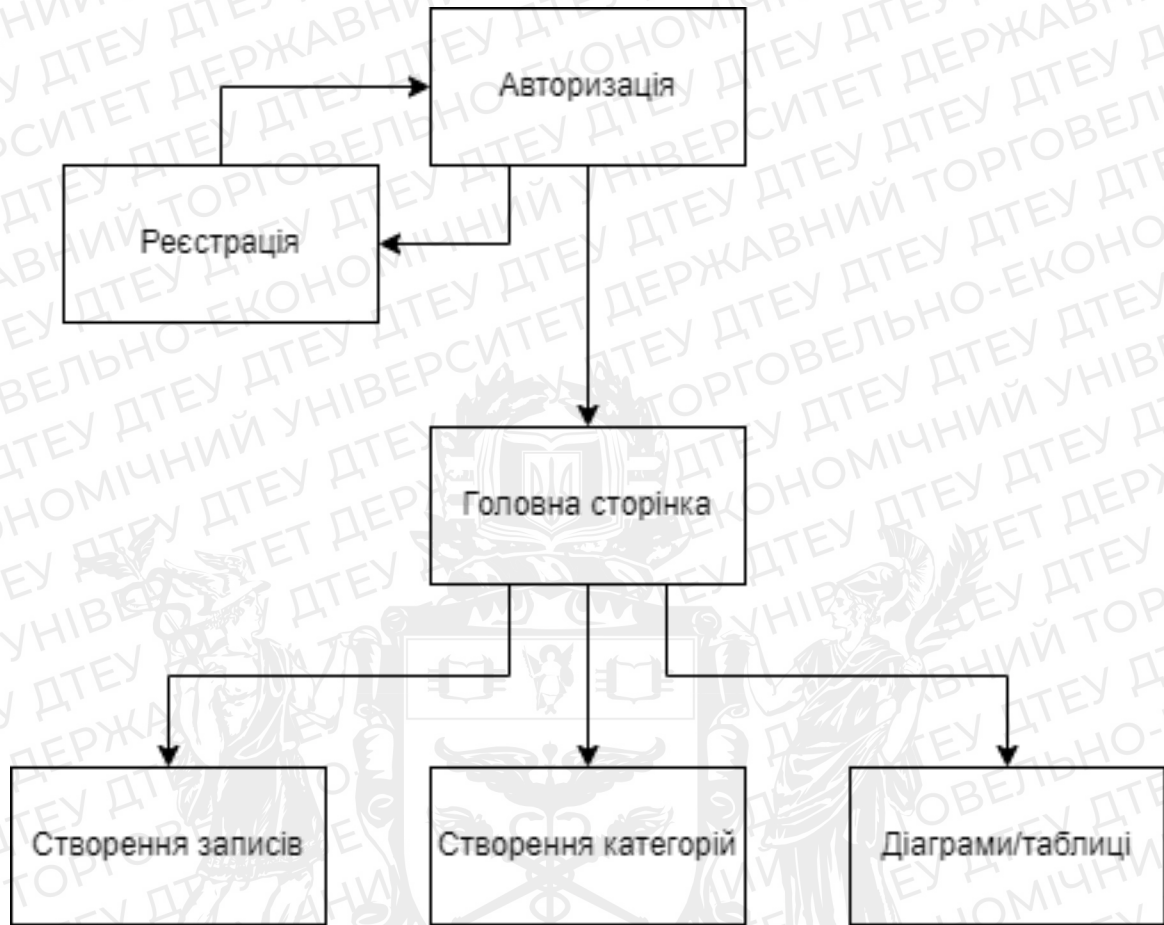 Авторизація
Реєстрація
Головна сторінка
Створення записів
Створення категорій
Діаграми/таблиці